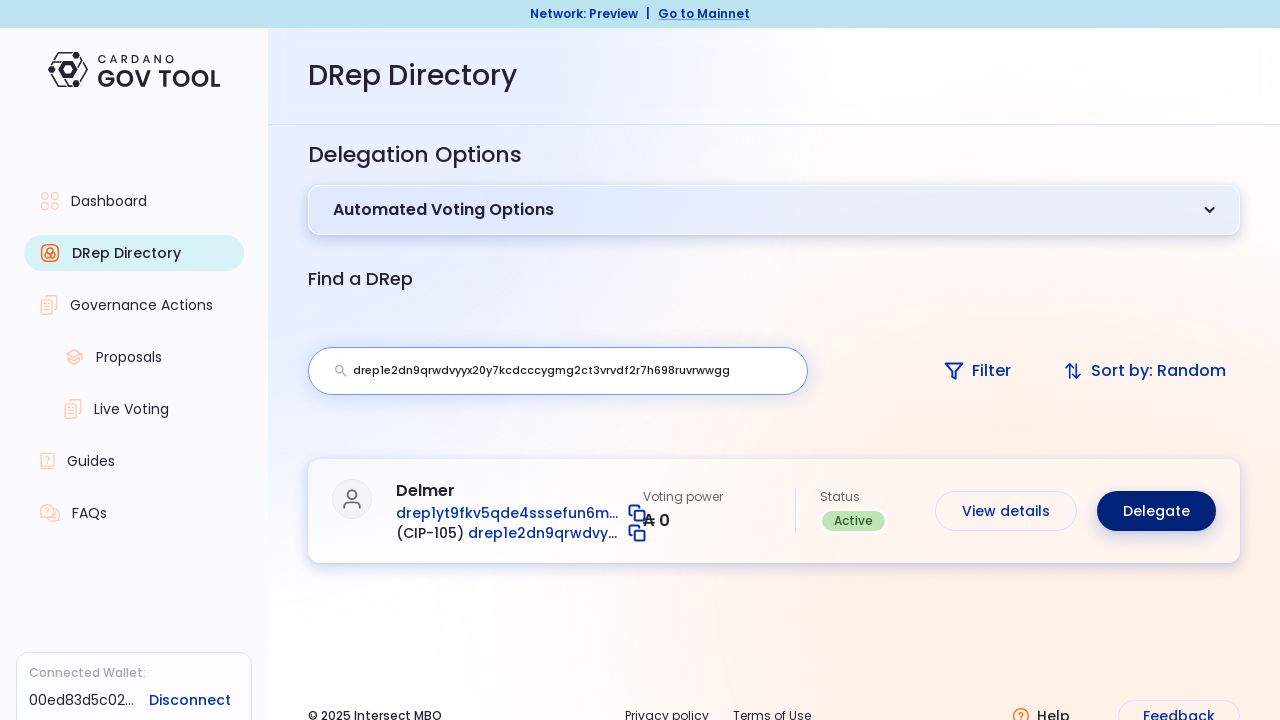 Network: Preview | Go to Mainnet
CARDANO
GOV TOOL
DRep Directory
Dashboard
DRep Directory
Governance Actions
Proposals
Live Voting
Guides
FAQs
Connected Wallet:
00ed83d5c02... Disconnect
Delegation Options
Automated Voting Options
Find a DRep
drep1e2dn9qrwdvyyx20y7kcdcccygmg2ct3vrvdf2r7h698ruvrwwgg
Filter
Sort by: Random
Delmer
drep1yt9fkv5qde4sssefun6m...
(CIP-105) drep1e2dn9qrwdvy...
Voting power
₳ 0
Status
Active
View details
Delegate
© 2025 Intersect MBO
Privacy policy
Terms of Use
Help
Feedback